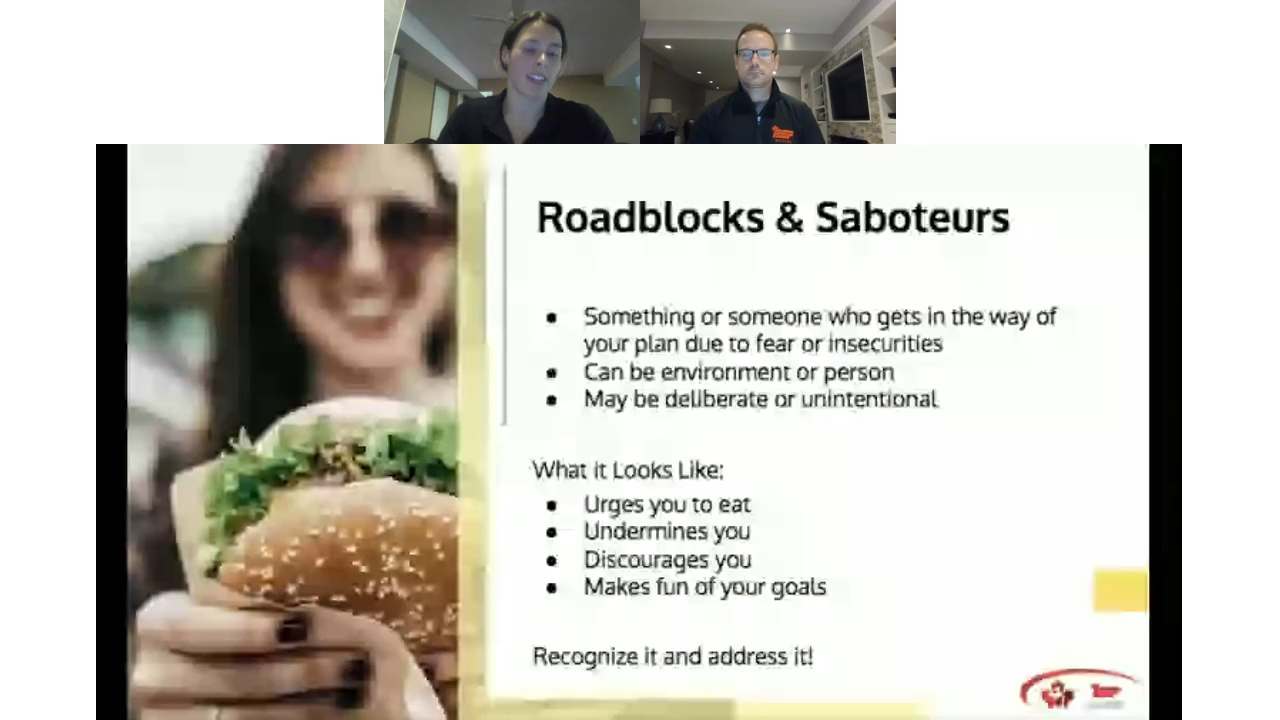 Roadblocks & Saboteurs
● Something or someone who gets in the way of
your plan due to fear or insecurities
● Can be environment or person
● May be deliberate or unintentional
What it Looks Like:
● Urges you to eat
● Undermines you
● Discourages you
● Makes fun of your goals
Recognize it and address it!